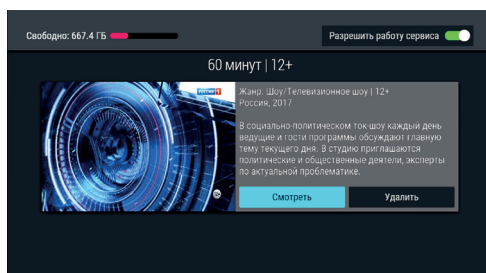 Свободно: 667.4 ГБ
Разрешить работу сервиса
60 минут | 12+
РОССИЯ 1
Жанр: Шоу/Телевизионное шоу | 12+
Россия, 2017
В социально-политическом ток-шоу каждый день
ведущие и гости программы обсуждают главную
тему текущего дня. В студию приглашаются
политические и общественные деятели, эксперты
по актуальной проблематике.
Смотреть
Удалить